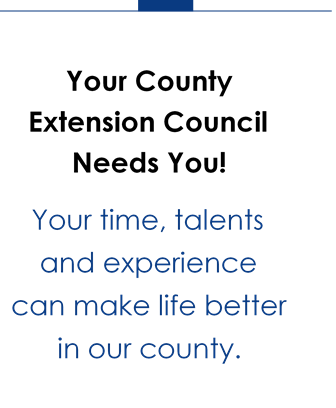 Your County
Extension Council
Needs You!
Your time, talents
and experience
can make life better
in our county.